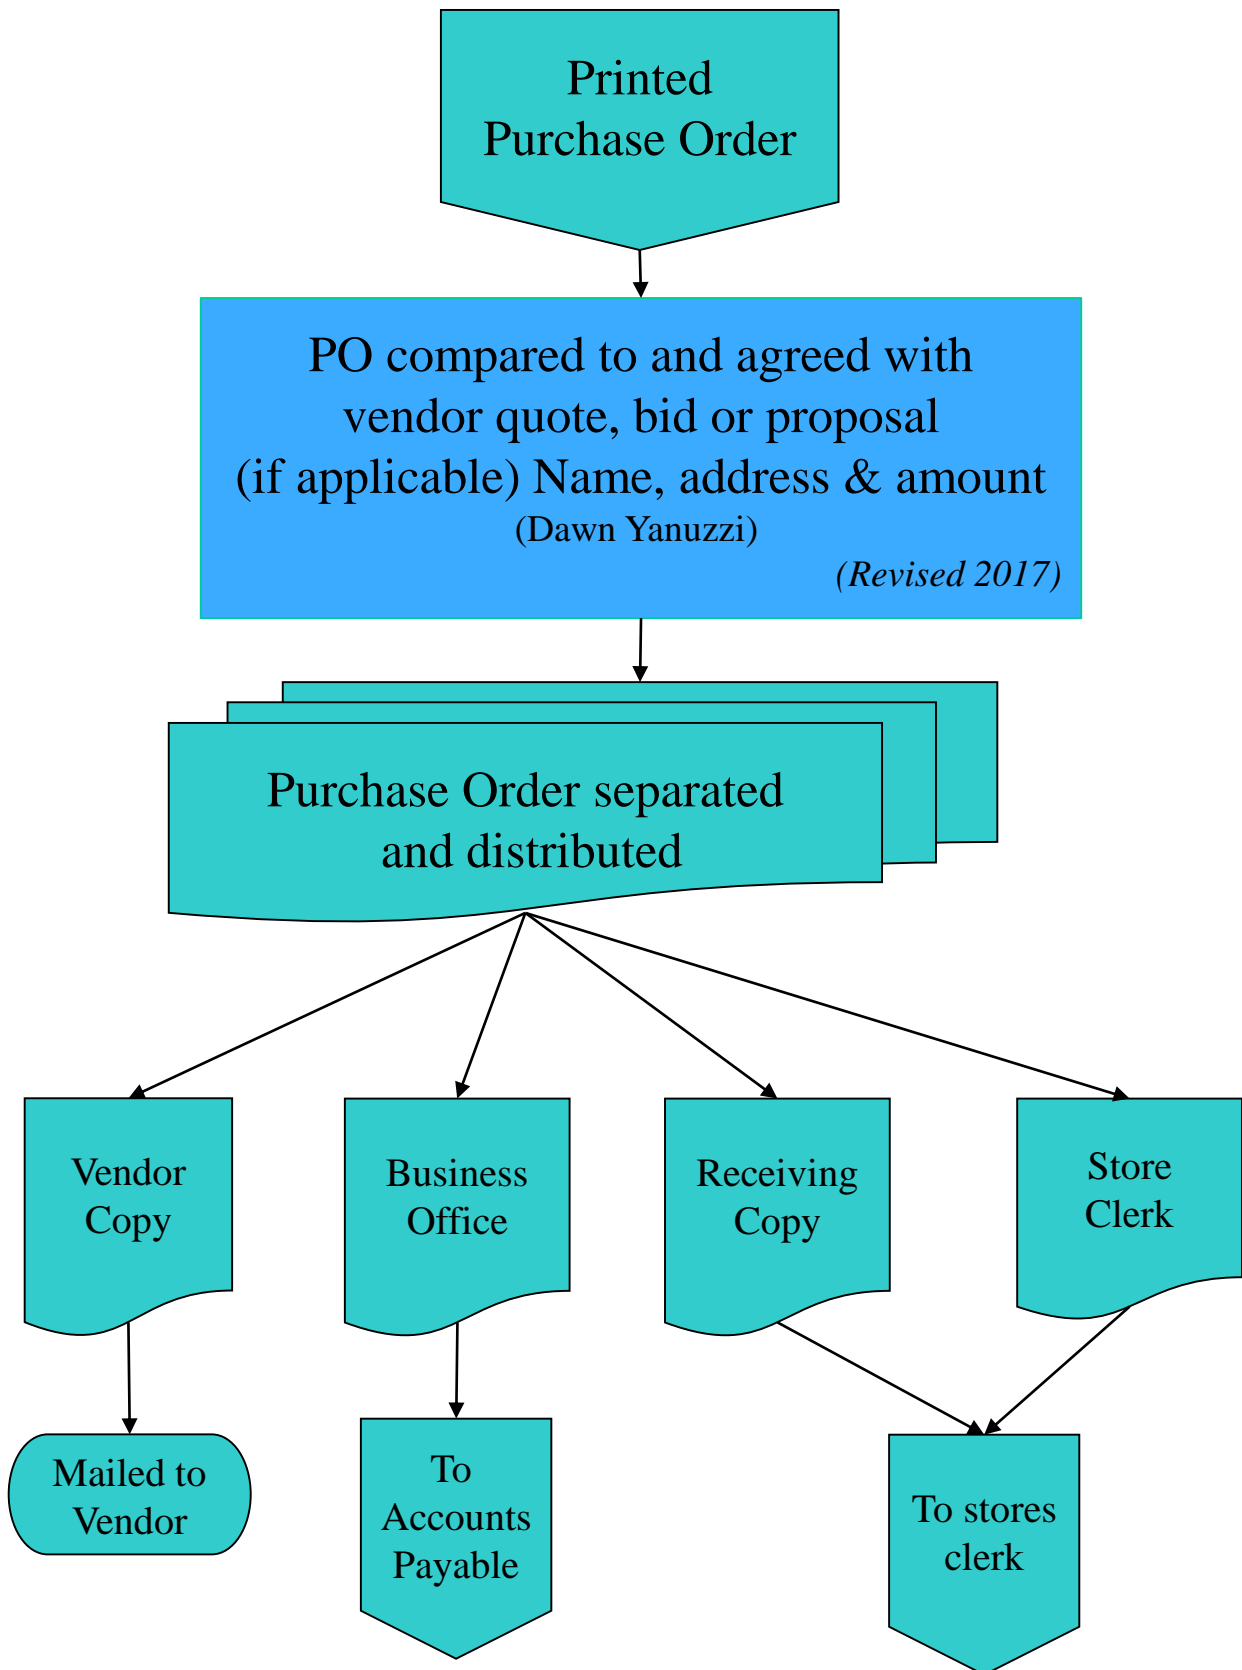 Printed
Purchase Order
PO compared to and agreed with
vendor quote, bid or proposal
(if applicable) Name, address & amount
(Dawn Yanuzzi)
(Revised 2017)
Purchase Order separated
and distributed
Vendor
Copy
Business
Office
Receiving
Copy
Store
Clerk
Mailed to
Vendor
To
Accounts
Payable
To stores
clerk